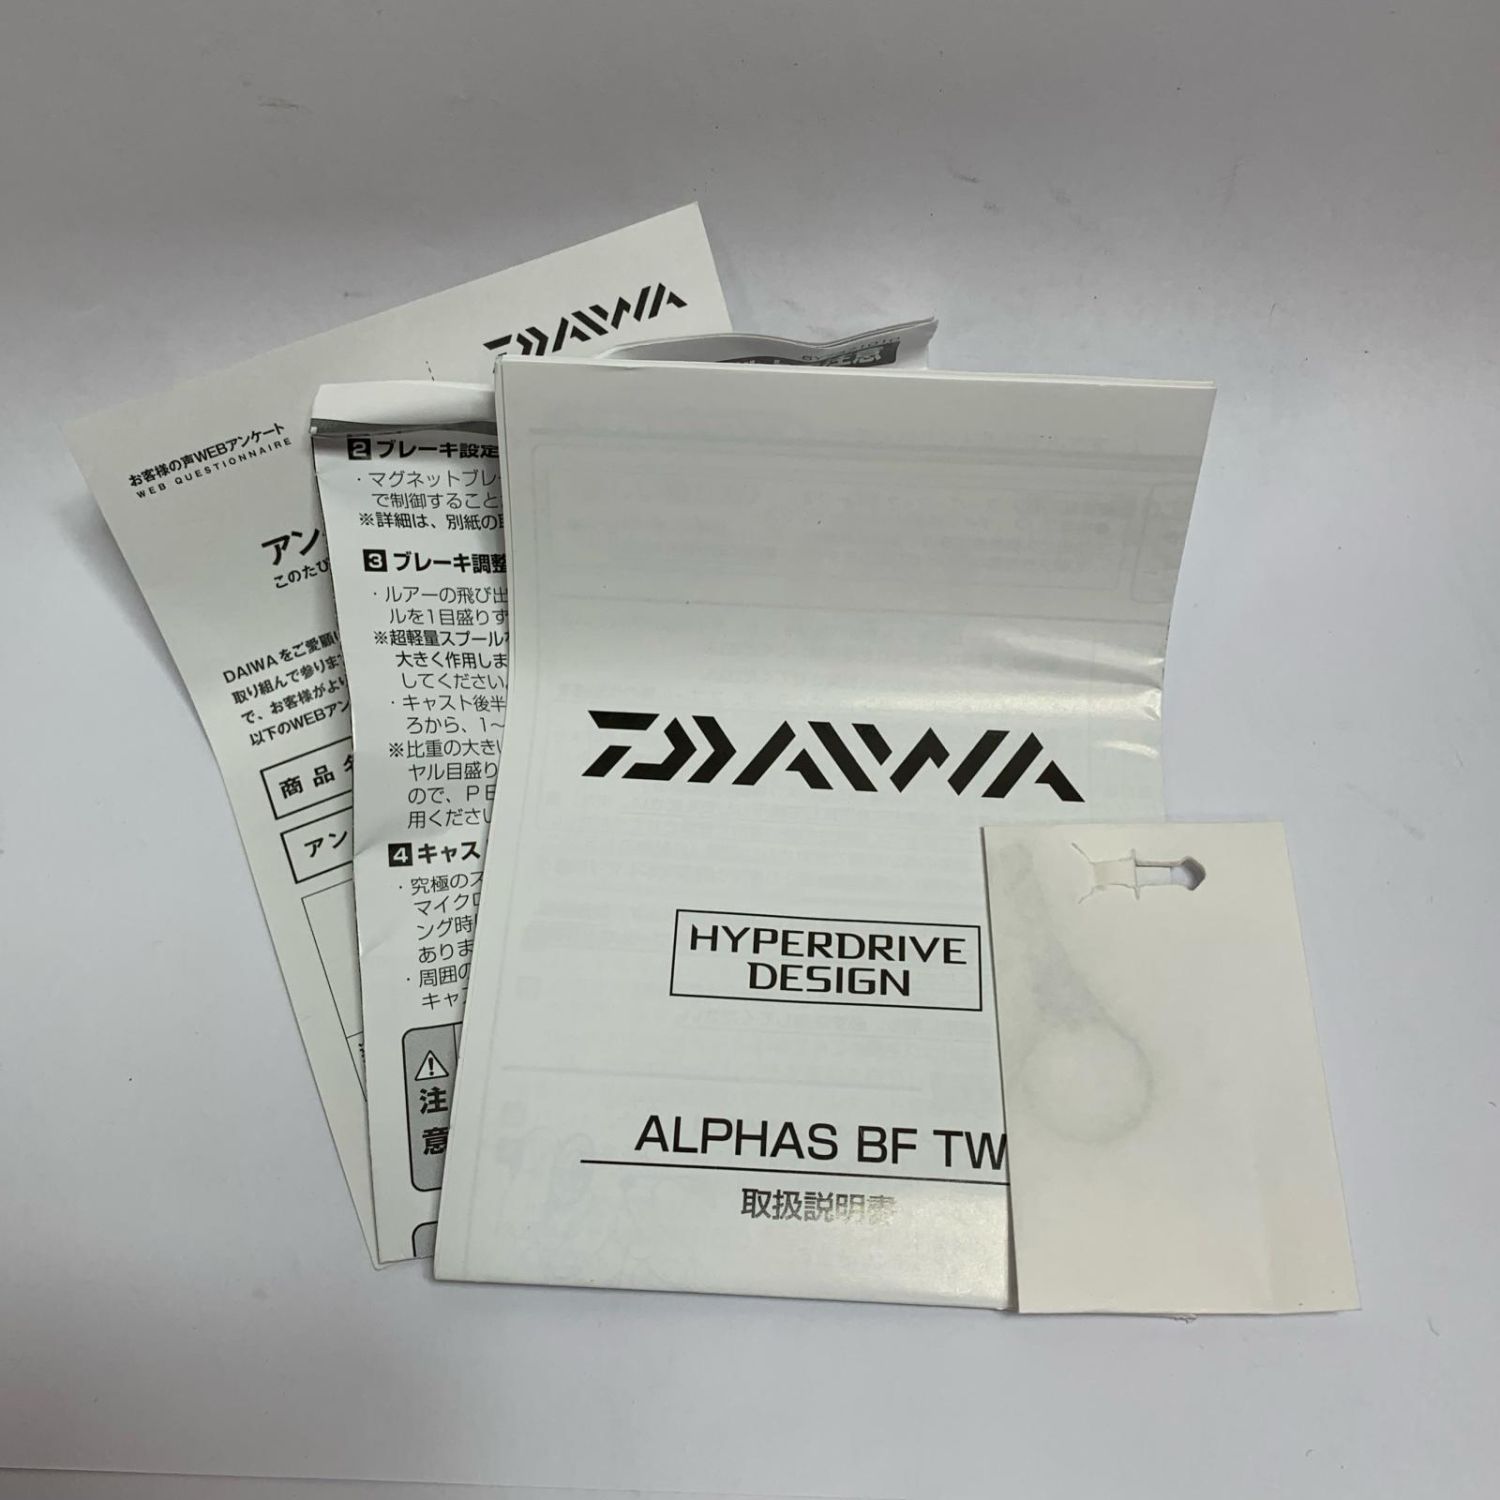 DAIWA
お客様の声WEBアンケート
WEB QUESTIONNAIRE
アン
このたび
DAIWAをご愛顧
取り組んで参りま
で、お客様がより
以下のWEBアン
商品
アン
2 ブレーキ設定
・マグネットブレー
で制御すること
※詳細は、別紙の
3 ブレーキ調整
・ルアーの飛び出
ルを1目盛りず
※超軽量スプール
大きく作用しま
してください。
・キャスト後半
ろから、1～
※比重の大きい
ヤル目盛り
ので、PE
用ください
4 キャス
・究極のス
マイクロ
ング時
ありま
・周囲の
キャ
注
意
DAIWA
HYPERDRIVE
DESIGN
ALPHAS BF TW
取扱説明書